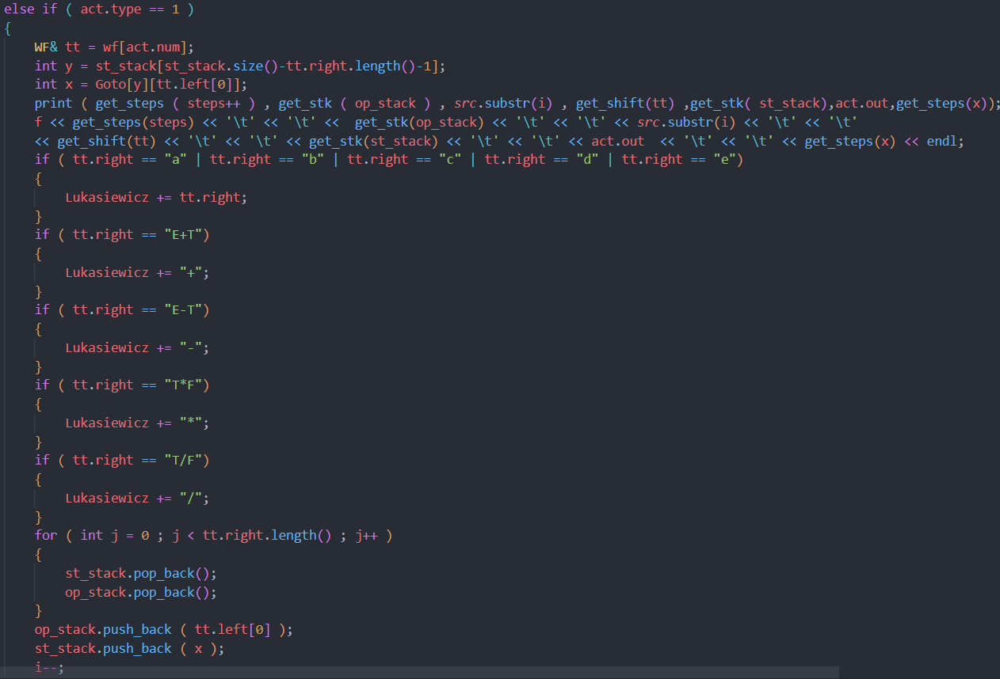 else if ( act.type == 1 )
{
    WF& tt = wf[act.num];
    int y = st_stack[st_stack.size()-tt.right.length()-1];
    int x = Goto[y][tt.left[0]];
    print ( get_steps ( steps++ ) , get_stk ( op_stack ) , src.substr(i) , get_shift(tt) ,get_stk( st_stack),act.out,get_steps(x));
    f << get_steps(steps) << '\t' << '\t' <<  get_stk(op_stack) << '\t' << '\t' << src.substr(i) << '\t' << '\t'
    << get_shift(tt) << '\t' << '\t' << get_stk(st_stack) << '\t' << '\t' << act.out  << '\t' << '\t' << get_steps(x) << endl;
    if ( tt.right == "a" | tt.right == "b" | tt.right == "c" | tt.right == "d" | tt.right == "e")
    {
        Lukasiewicz += tt.right;
    }
    if ( tt.right == "E+T")
    {
        Lukasiewicz += "+";
    }
    if ( tt.right == "E-T")
    {
        Lukasiewicz += "-";
    }
    if ( tt.right == "T*F")
    {
        Lukasiewicz += "*";
    }
    if ( tt.right == "T/F")
    {
        Lukasiewicz += "/";
    }
    for ( int j = 0 ; j < tt.right.length() ; j++ )
    {
        st_stack.pop_back();
        op_stack.pop_back();
    }
    op_stack.push_back ( tt.left[0] );
    st_stack.push_back ( x );
    i--;